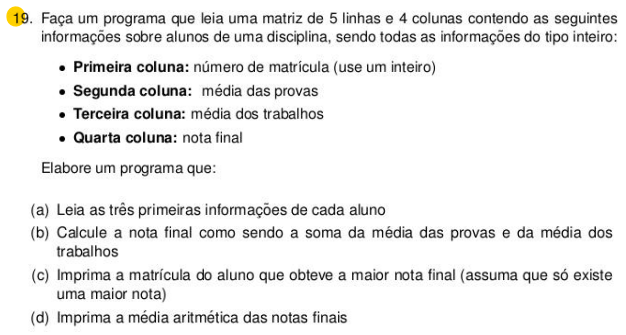 19. Faça um programa que leia uma matriz de 5 linhas e 4 colunas contendo as seguintes
informações sobre alunos de uma disciplina, sendo todas as informações do tipo inteiro:
• Primeira coluna: número de matrícula (use um inteiro)
• Segunda coluna: média das provas
• Terceira coluna: média dos trabalhos
• Quarta coluna: nota final
Elabore um programa que:
(a) Leia as três primeiras informações de cada aluno
(b) Calcule a nota final como sendo a soma da média das provas e da média dos
trabalhos
(c) Imprima a matrícula do aluno que obteve a maior nota final (assuma que só existe
uma maior nota)
(d) Imprima a média aritmética das notas finais